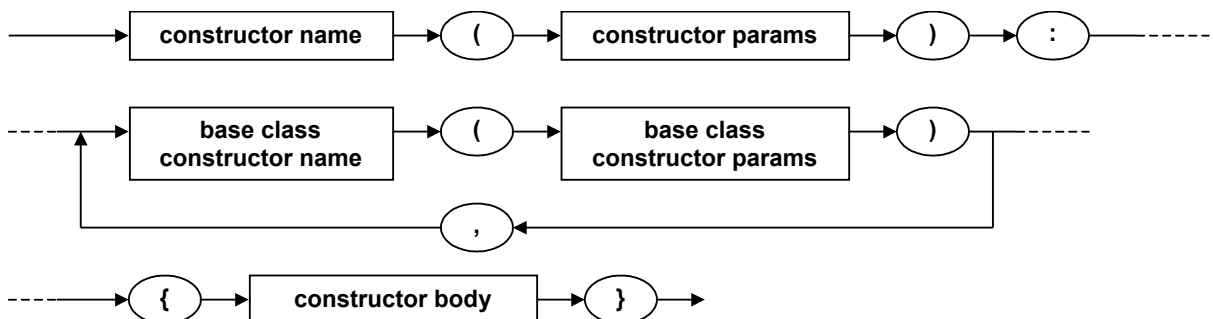 constructor name ( constructor params ) :
base class ( base class )
constructor name constructor params
,
{ constructor body }